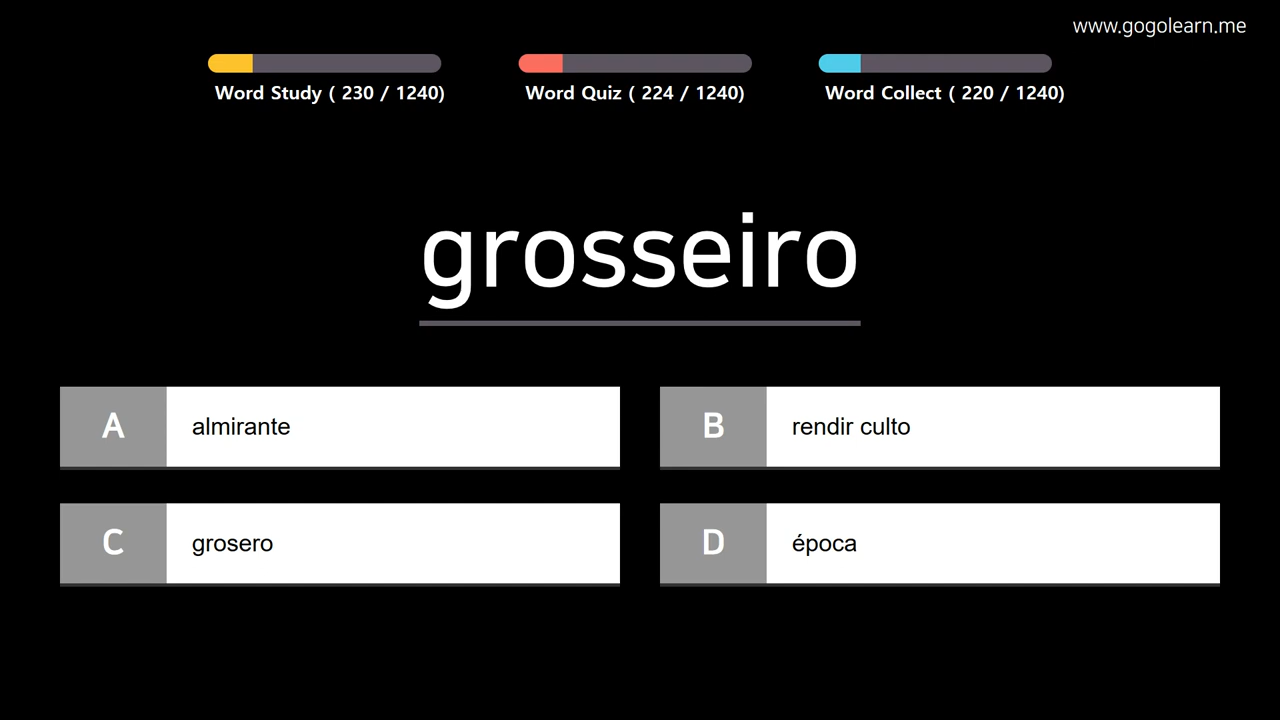 www.gogolearn.me
Word Study ( 230 / 1240)
Word Quiz ( 224 / 1240)
Word Collect ( 220 / 1240)
grosseiro
A almirante
B rendir culto
C grosero
D época